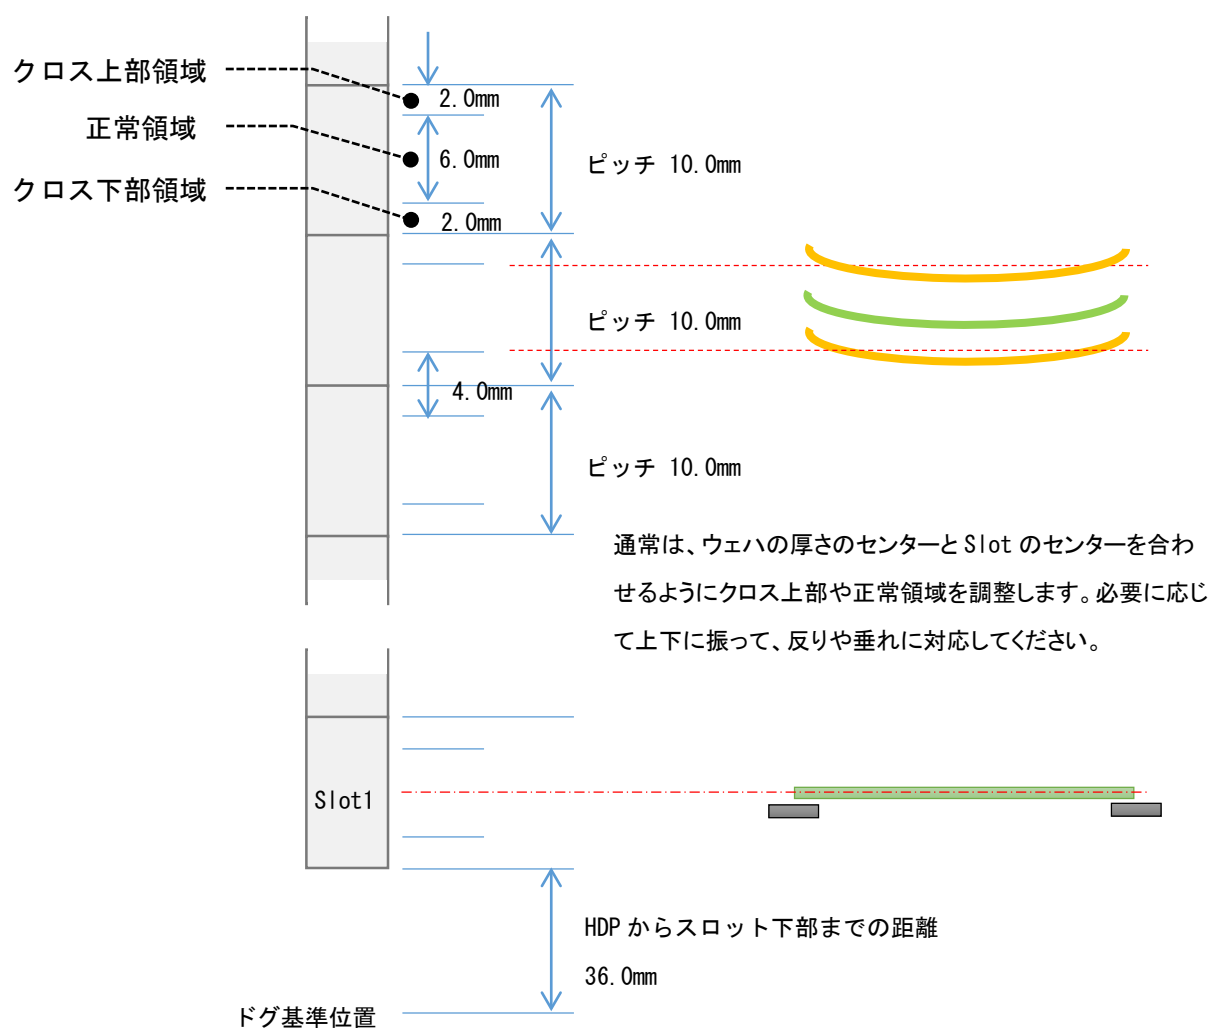 クロス上部領域
2.0mm
正常領域
6.0mm
ピッチ 10.0mm
クロス下部領域
2.0mm
ピッチ 10.0mm
4.0mm
ピッチ 10.0mm
通常は、ウェハの厚さのセンターと Slot のセンターを合わ
せるようにクロス上部や正常領域を調整します。必要に応じ
て上下に振って、反りや垂れに対応してください。
Slot1
HDP からスロット下部までの距離
36.0mm
ドグ基準位置